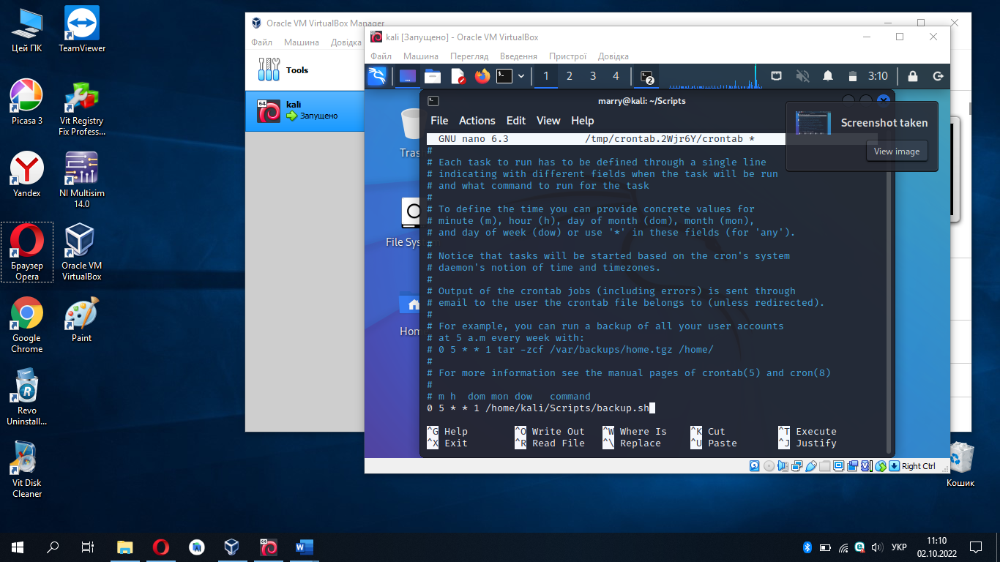 Цей ПК
TeamViewer
Picasa 3
Vit Registry
Fix Profess...
Yandex
NI Multisim
14.0
Браузер
Opera
Oracle VM
VirtualBox
Google
Chrome
Paint
Revo
Uninstall...
Vit Disk
Cleaner
Oracle VM VirtualBox Manager
Файл Машина Довідка
Tools
64
kali
Запущено
kali [Запущено] - Oracle VM VirtualBox
Файл Машина Перегляд Введення Пристрої Довідка
1 2 3 4
2
3:10
Tras
File Sys
Hom
marry@kali: ~/Scripts
File Actions Edit View Help
GNU nano 6.3 /tmp/crontab.2Wjr6Y/crontab *
#
# Each task to run has to be defined through a single line
# indicating with different fields when the task will be run
# and what command to run for the task
#
# To define the time you can provide concrete values for
# minute (m), hour (h), day of month (dom), month (mon),
# and day of week (dow) or use '*' in these fields (for 'any').
#
# Notice that tasks will be started based on the cron's system
# daemon's notion of time and timezones.
#
# Output of the crontab jobs (including errors) is sent through
# email to the user the crontab file belongs to (unless redirected).
#
# For example, you can run a backup of all your user accounts
# at 5 a.m every week with:
# 0 5 * * 1 tar -zcf /var/backups/home.tgz /home/
#
# For more information see the manual pages of crontab(5) and cron(8)
#
# m h  dom mon dow   command
0 5 * * 1 /home/kali/Scripts/backup.sh
^G Help ^O Write Out ^W Where Is ^K Cut ^T Execute
^X Exit ^R Read File ^\ Replace ^U Paste ^J Justify
Screenshot taken
View image
Right Ctrl
Кошик
УКР
11:10
02.10.2022